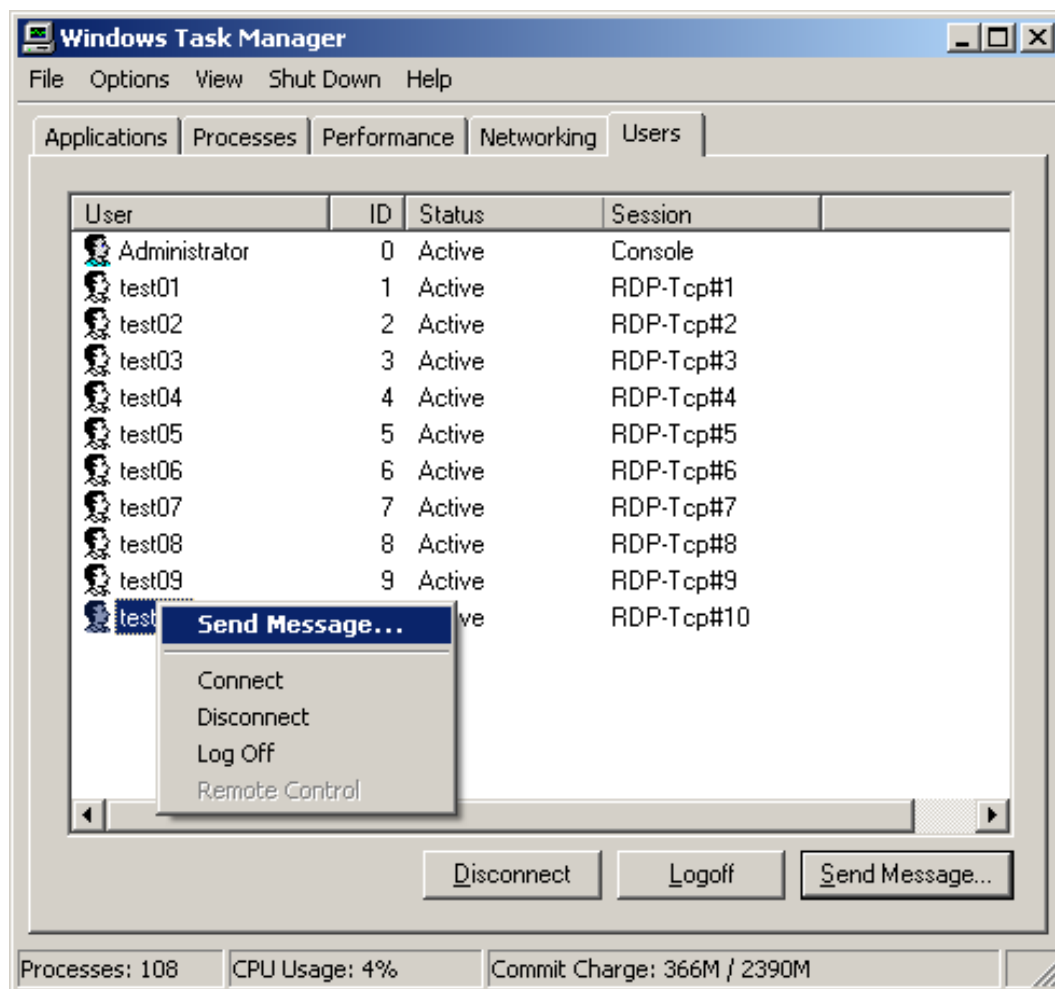 Windows Task Manager
File Options View Shut Down Help
Applications Processes Performance Networking Users
User ID Status Session
Administrator 0 Active Console
test01 1 Active RDP-Tcp#1
test02 2 Active RDP-Tcp#2
test03 3 Active RDP-Tcp#3
test04 4 Active RDP-Tcp#4
test05 5 Active RDP-Tcp#5
test06 6 Active RDP-Tcp#6
test07 7 Active RDP-Tcp#7
test08 8 Active RDP-Tcp#8
test09 9 Active RDP-Tcp#9
test ve RDP-Tcp#10
Send Message...
Connect
Disconnect
Log Off
Remote Control
Disconnect Logoff Send Message...
Processes: 108 CPU Usage: 4% Commit Charge: 366M / 2390M